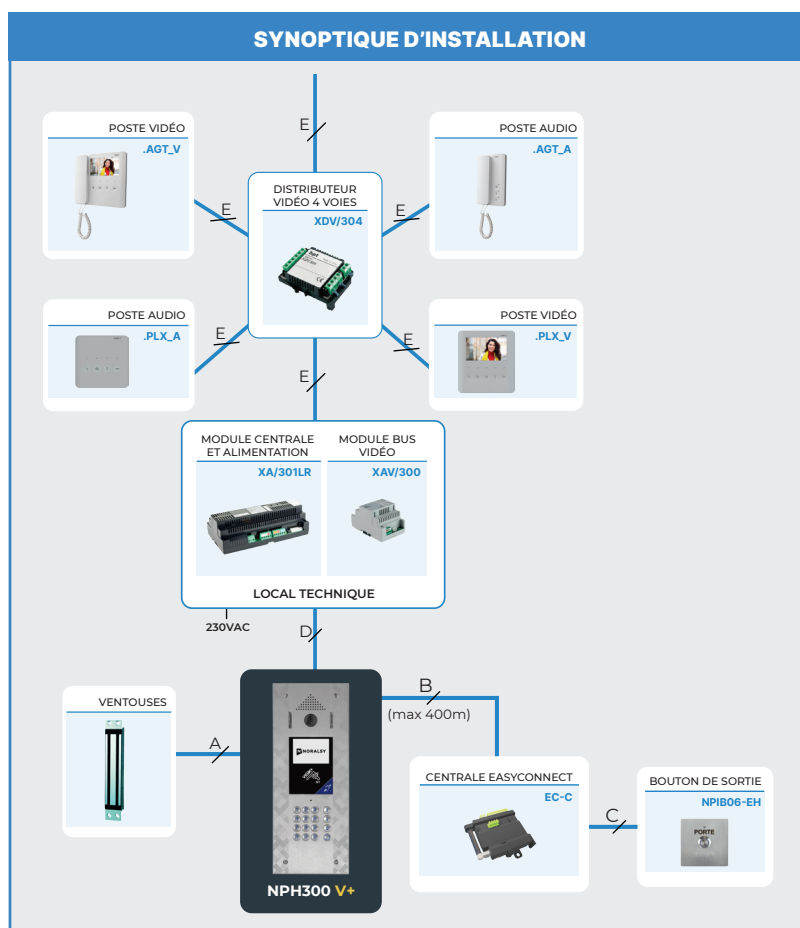 SYNOPTIQUE D'INSTALLATION
E
POSTE VIDÉO
.AGT_V
POSTE AUDIO
.AGT_A
DISTRIBUTEUR
VIDÉO 4 VOIES
XDV/304
E
E
POSTE AUDIO
.PLX_A
POSTE VIDÉO
.PLX_V
E
E
E
MODULE CENTRALE
ET ALIMENTATION
XA/301LR
MODULE BUS
VIDÉO
XAV/300
LOCAL TECHNIQUE
230VAC
D
B
(max 400m)
VENTOUSES
A
NORALSY
NPH300 V+
CENTRALE EASYCONNECT
EC-C
C
BOUTON DE SORTIE
NPIB06-EH
PORTE